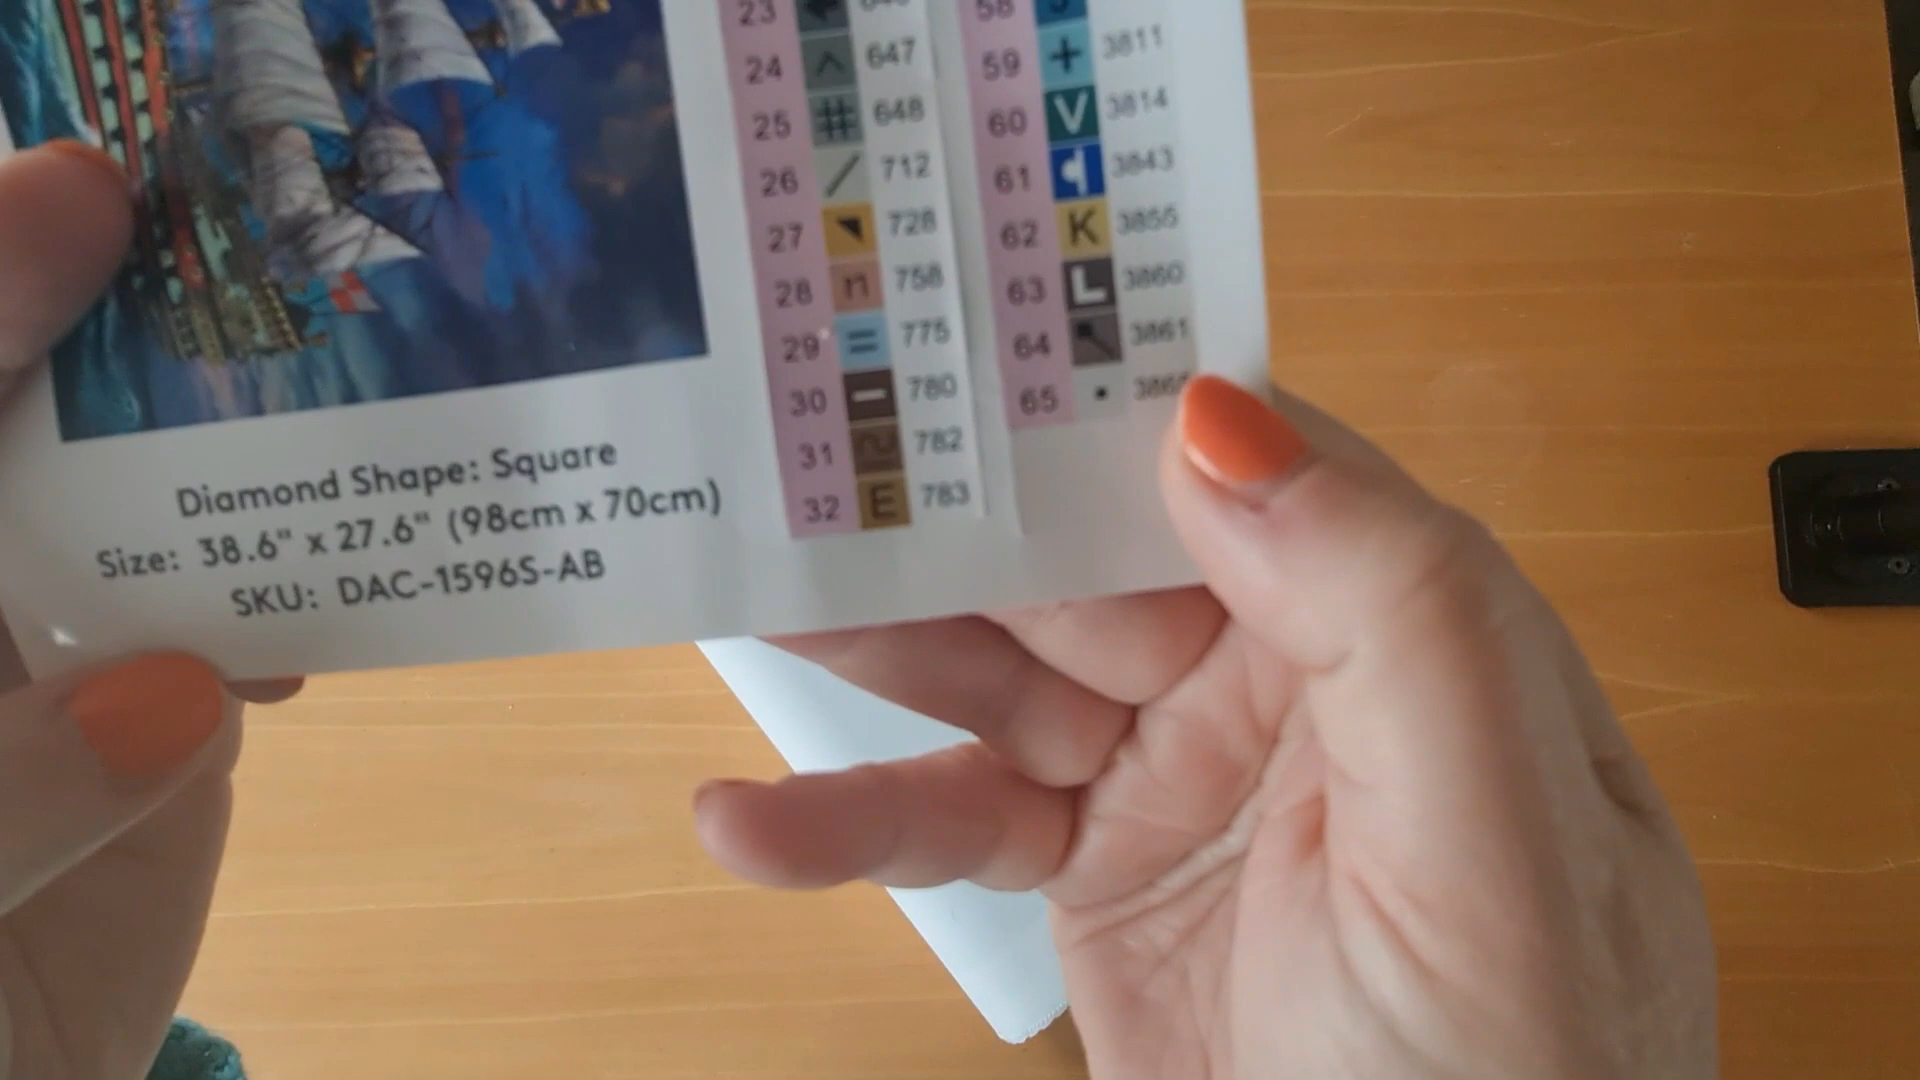 23
24 ^ 647
25 # 648
26 / 712
27 728
28 n 758
29 = 775
30 – 780
31 782
32 E 783
58
59 + 3811
60 V 3814
61 3843
62 K 3855
63 L 3860
64 3861
65 •
Diamond Shape: Square
Size: 38.6" x 27.6" (98cm x 70cm)
SKU: DAC-1596S-AB